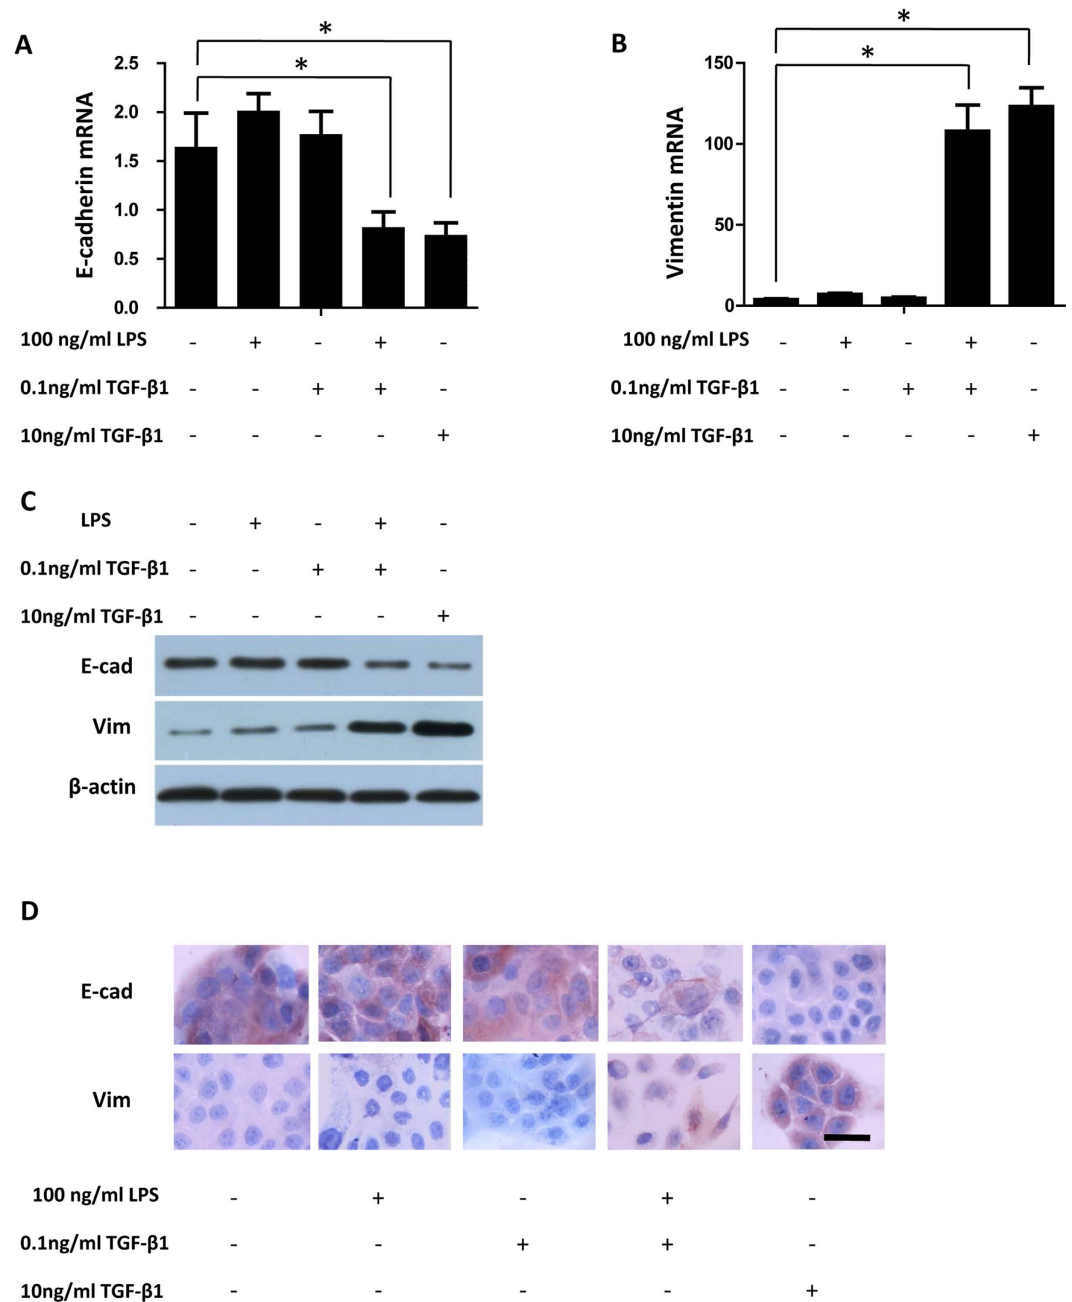 A
*
*
E-cadherin mRNA
2.5
2.0
1.5
1.0
0.5
0.0
100 ng/ml LPS - + - + -
0.1ng/ml TGF-β1 - - + + -
10ng/ml TGF-β1 - - - - +
B
*
*
Vimentin mRNA
150
100
50
0
100 ng/ml LPS - + - + -
0.1ng/ml TGF-β1 - - + + -
10ng/ml TGF-β1 - - - - +
C
LPS - + - + -
0.1ng/ml TGF-β1 - - + + -
10ng/ml TGF-β1 - - - - +
E-cad
Vim
β-actin
D
E-cad
Vim
100 ng/ml LPS - + - + -
0.1ng/ml TGF-β1 - - + + -
10ng/ml TGF-β1 - - - - +